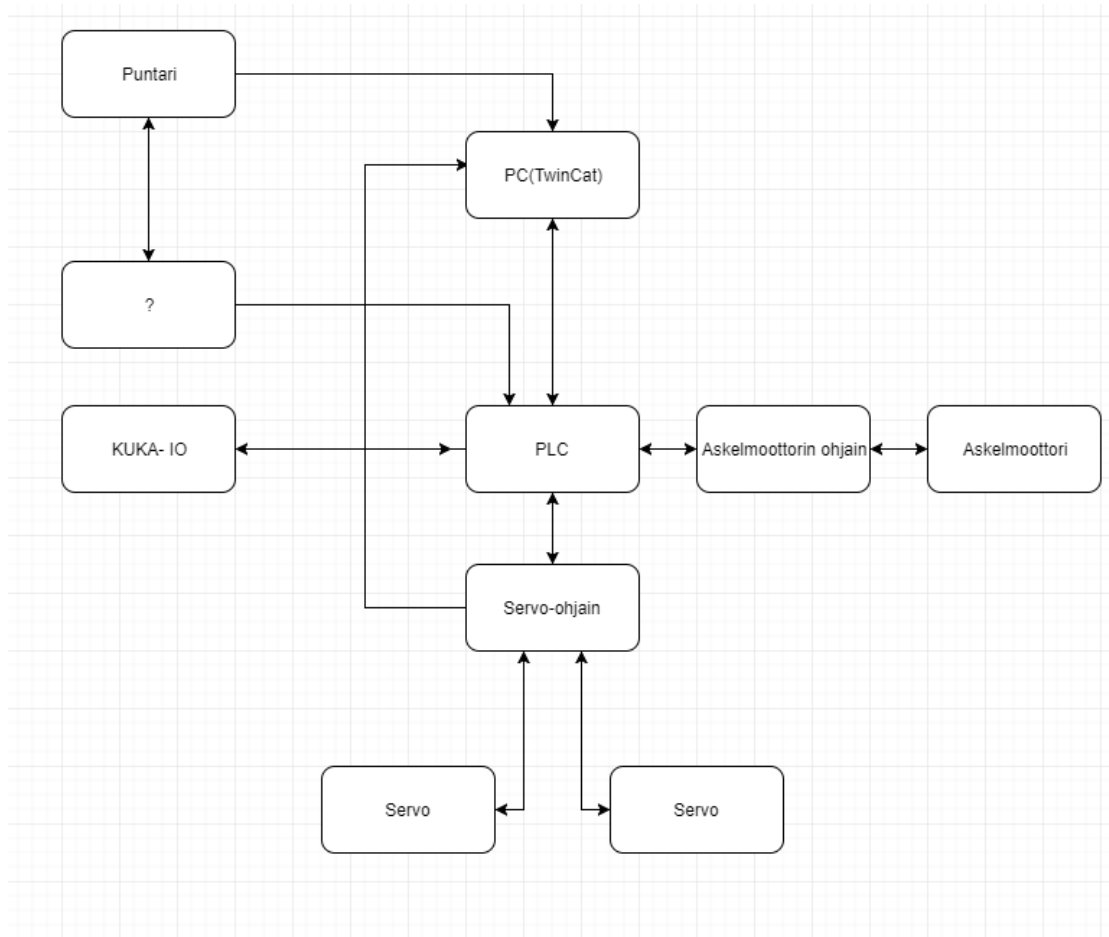 Puntari
PC(TwinCat)
?
KUKA- IO
PLC
Askelmoottorin ohjain
Askelmoottori
Servo-ohjain
Servo
Servo